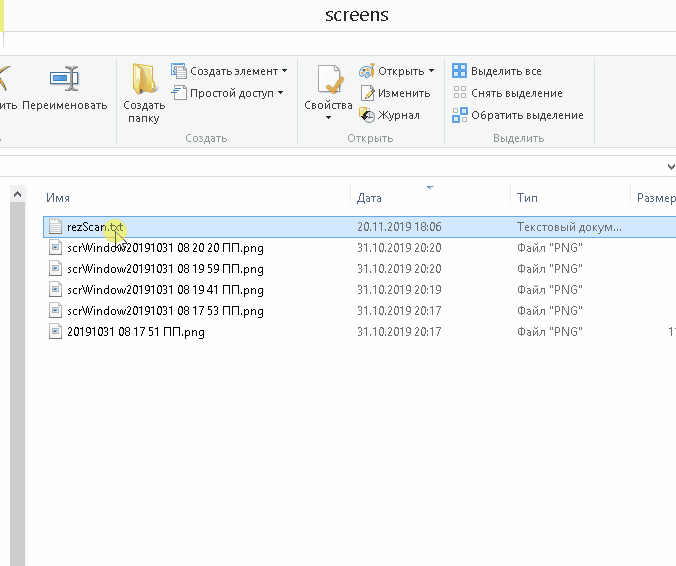 screens
ить
Переименовать
Создать
папку
Создать элемент
Простой доступ
Создать
Свойства
Открыть
Изменить
Журнал
Открыть
Выделить все
Снять выделение
Обратить выделение
Выделить
Имя Дата Тип Размер
rezScan.txt 20.11.2019 18:06 Текстовый докум...
scrWindow20191031 08 20 20 ПП.png 31.10.2019 20:20 Файл "PNG"
scrWindow20191031 08 19 59 ПП.png 31.10.2019 20:20 Файл "PNG"
scrWindow20191031 08 19 41 ПП.png 31.10.2019 20:19 Файл "PNG"
scrWindow20191031 08 17 53 ПП.png 31.10.2019 20:17 Файл "PNG"
20191031 08 17 51 ПП.png 31.10.2019 20:17 Файл "PNG" 11